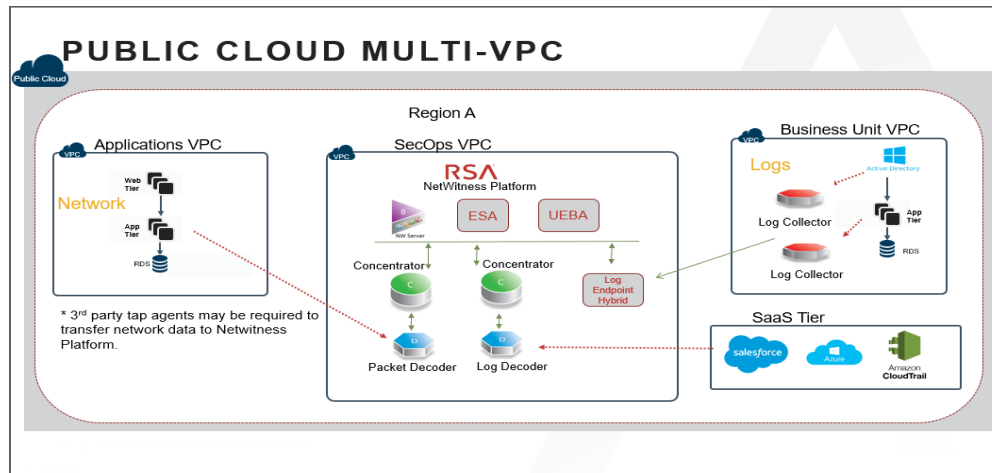 PUBLIC CLOUD MULTI-VPC
Public Cloud
Region A
Applications VPC
VPC
Network
Web
Tier
App
Tier
RDS
* 3rd party tap agents may be required to
transfer network data to Netwitness
Platform.
SecOps VPC
VPC
RSA
NetWitness Platform
NW Server
ESA
UEBA
Concentrator
C
Concentrator
C
Log
Endpoint
Hybrid
D
Packet Decoder
D
Log Decoder
Business Unit VPC
VPC
Logs
Active Directory
Log Collector
App
Tier
Log Collector
RDS
SaaS Tier
salesforce
Azure
Amazon
CloudTrail